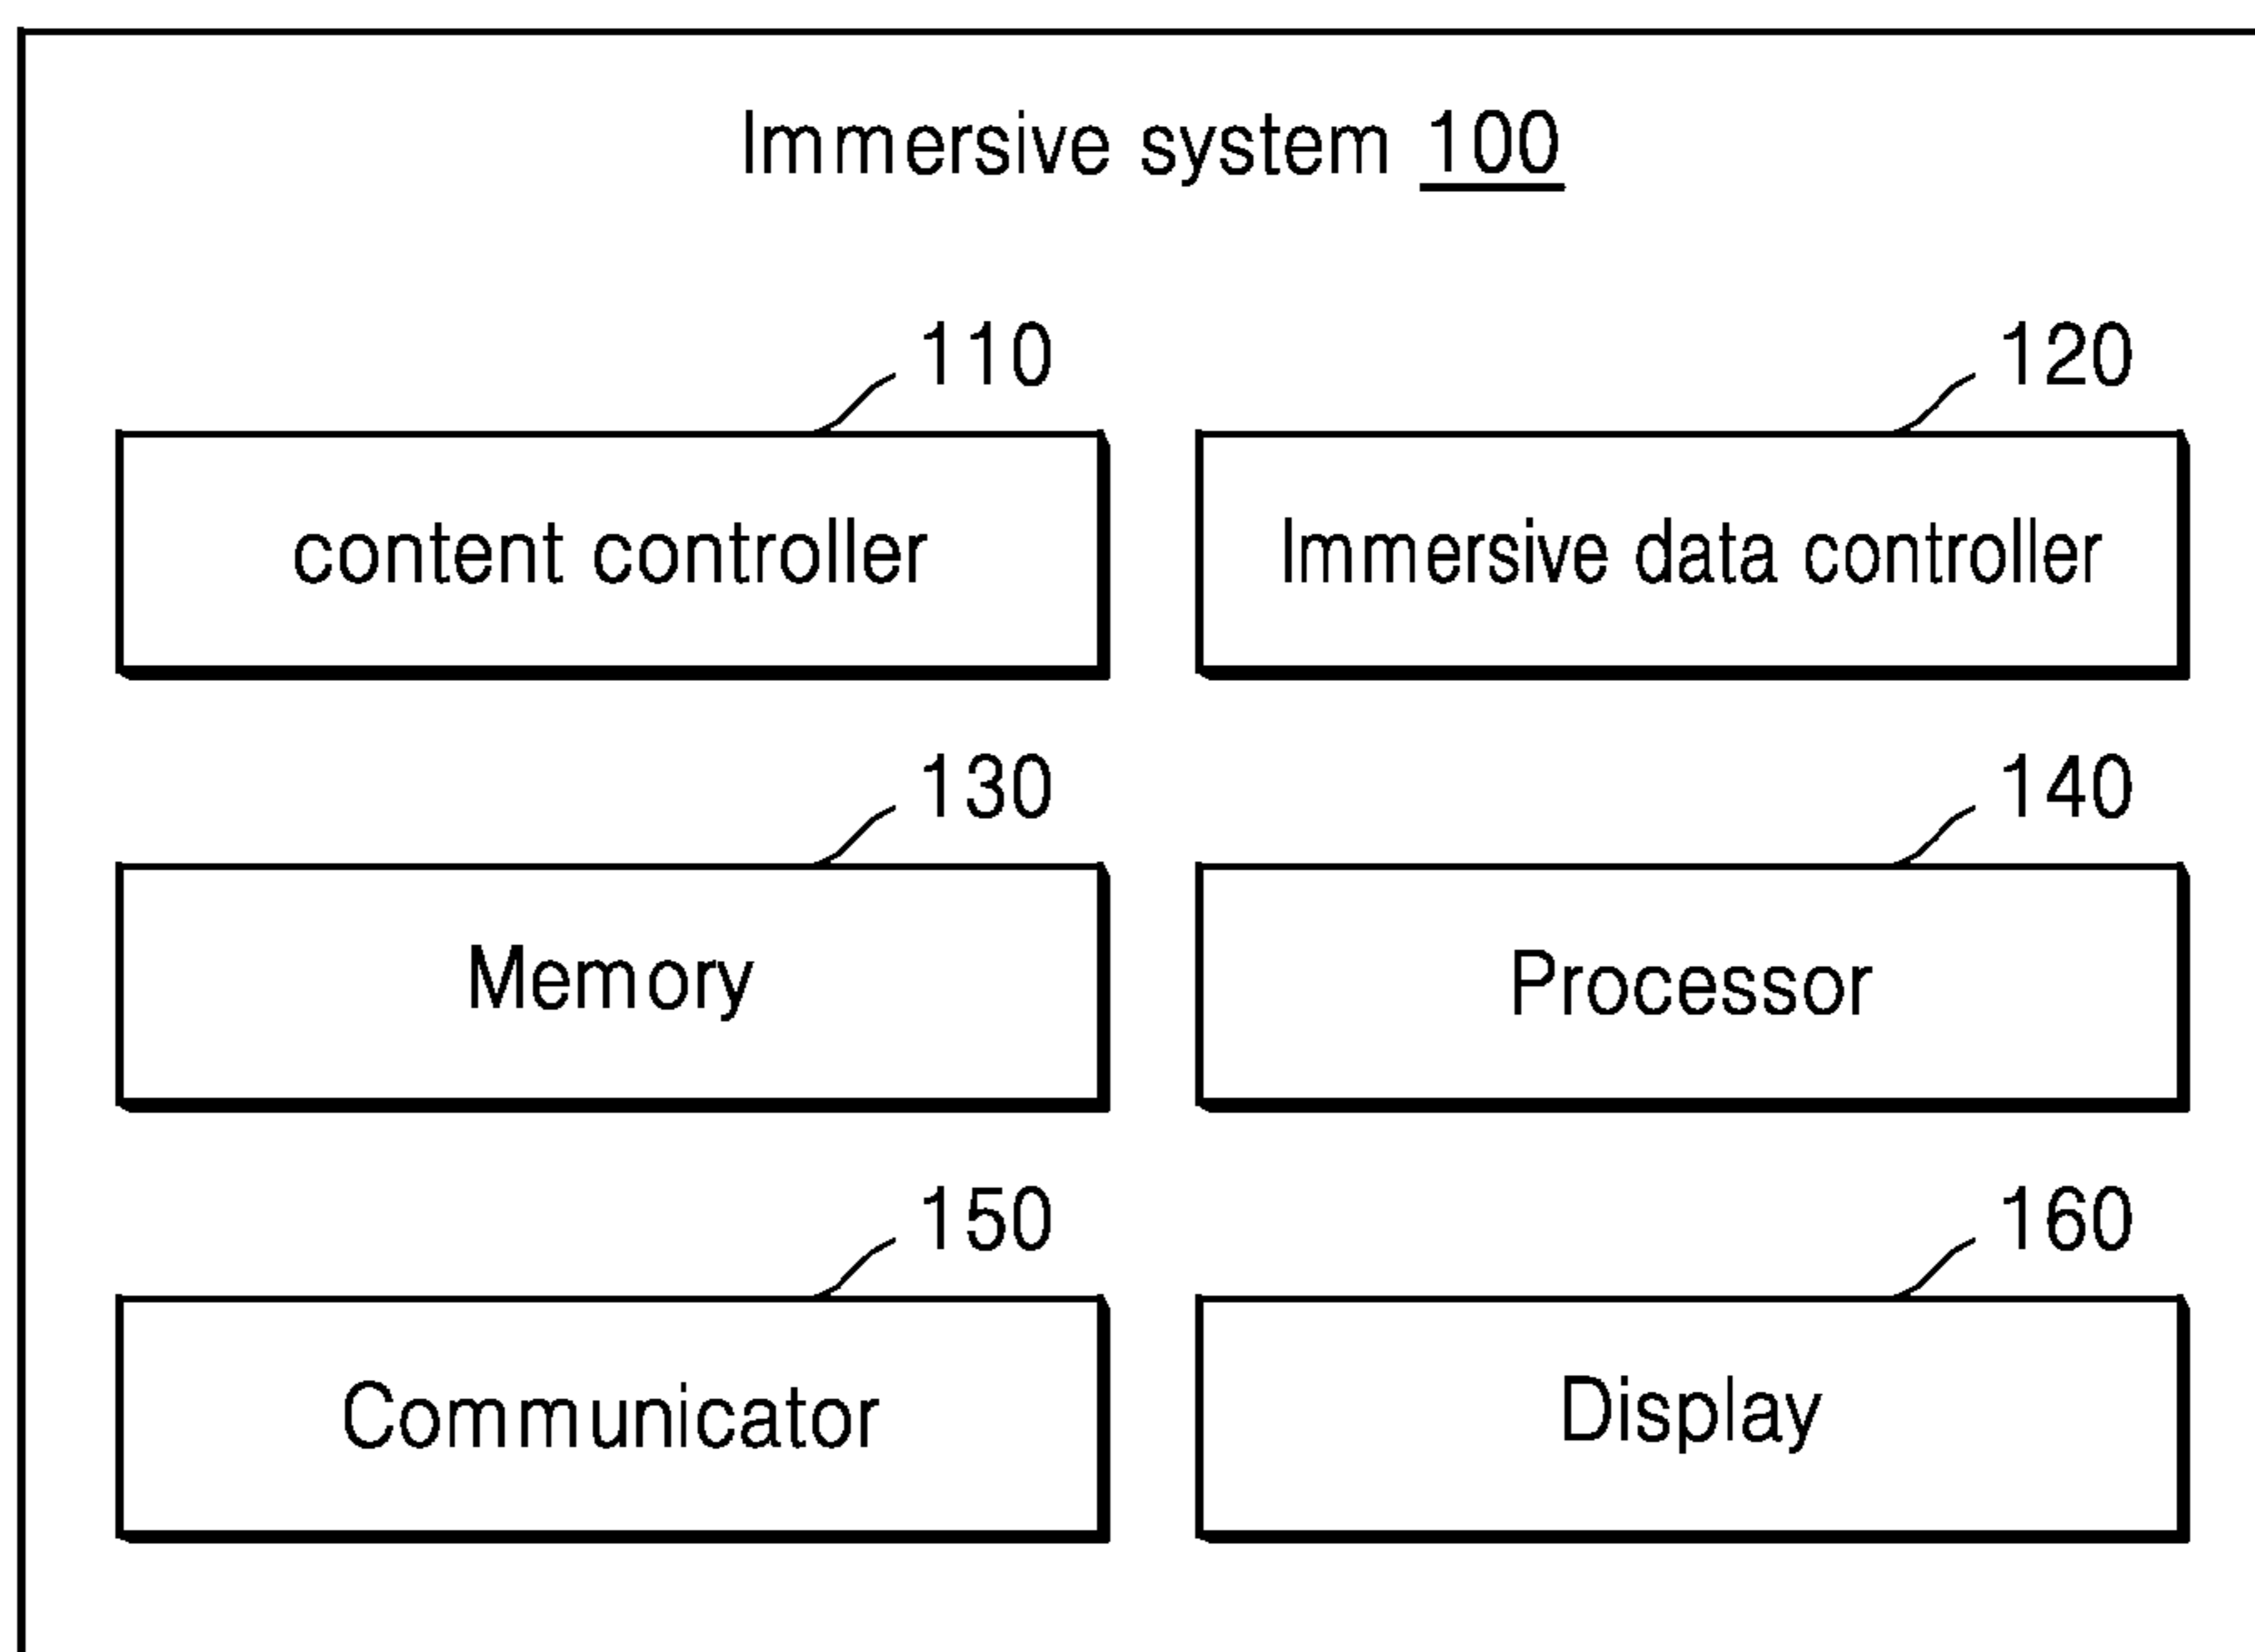 Immersive system 100
110
120
content controller
Immersive data controller
130
140
Memory
Processor
150
160
Communicator
Display